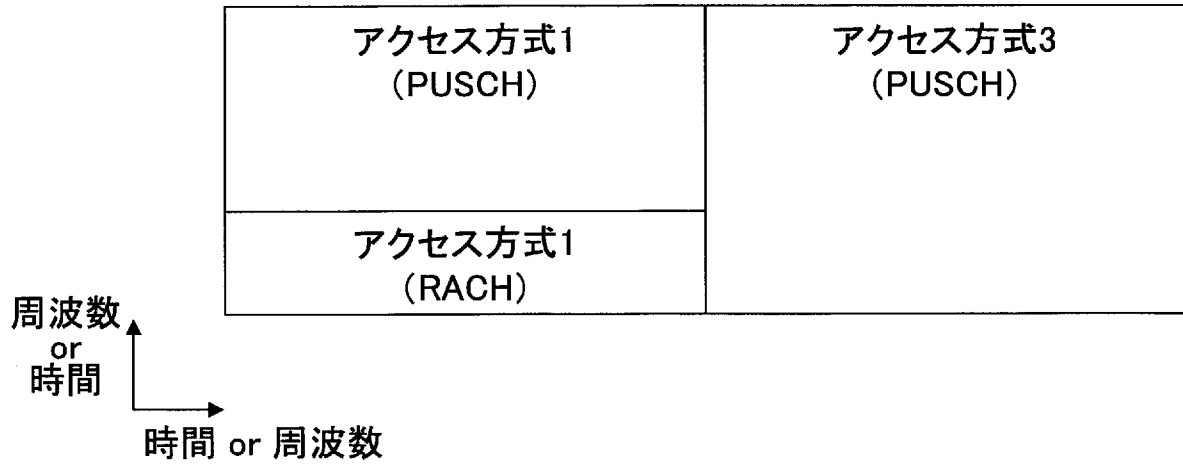 アクセス方式1
（PUSCH）
アクセス方式3
（PUSCH）
アクセス方式1
（RACH）
周波数
or
時間
時間 or 周波数